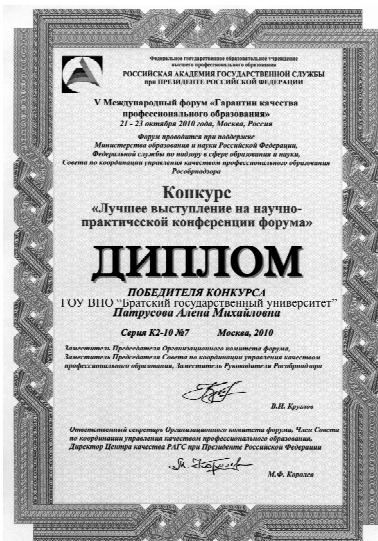 Федеральное государственное образовательное учреждение
высшего профессионального образования
РОССИЙСКАЯ АКАДЕМИЯ ГОСУДАРСТВЕННОЙ СЛУЖБЫ
при ПРЕЗИДЕНТЕ РОССИЙСКОЙ ФЕДЕРАЦИИ
V Международный форум «Гарантии качества
профессионального образования»
21 - 23 октября 2010 года, Москва, Россия
Форум проводится при поддержке
Министерства образования и науки Российской Федерации,
Федеральной службы по надзору в сфере образования и науки,
Совета по координации управления качеством профессионального образования
Рособрнадзора
Конкурс
«Лучшее выступление на научно-
практической конференции форума»
ДИПЛОМ
ПОБЕДИТЕЛЯ КОНКУРСА
ГОУ ВПО “Братский государственный университет”
Патрусова Алена Михайловна
Серия К2-10 №7 Москва, 2010
Заместитель Председателя Организационного комитета форума,
Заместитель Председателя Совета по координации управления качеством
профессионального образования, Заместитель Руководителя Рособрнадзора
В.Н. Круглов
Ответственный секретарь Организационного комитета форума, Член Совета
по координации управления качеством профессионального образования,
Директор Центра качества РАГС при Президенте Российской Федерации
М.Ф. Королев